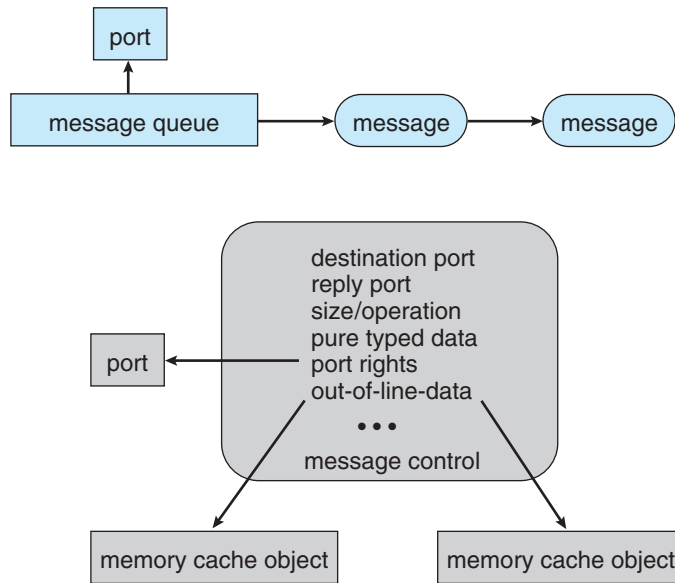 port
message queue
message
message
destination port
reply port
size/operation
pure typed data
port
port rights
out-of-line-data
•••
message control
memory cache object
memory cache object